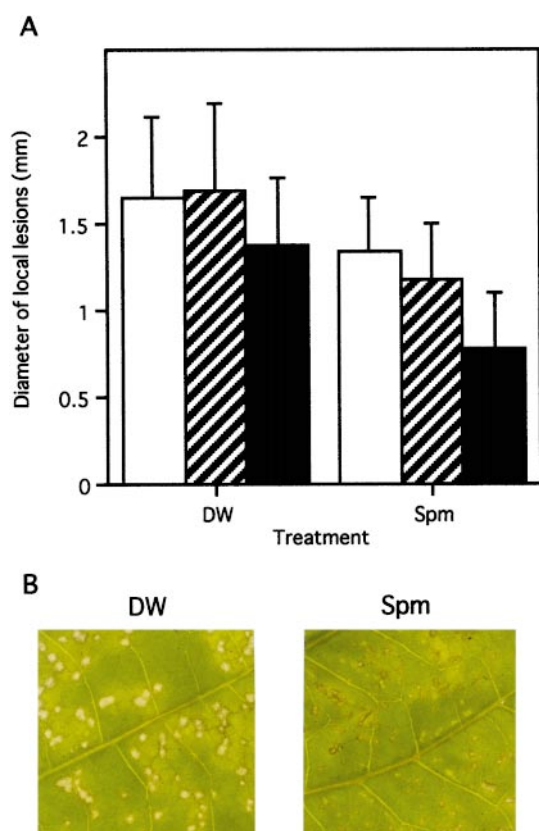 A
Diameter of local lesions (mm)
2
1.5
1
0.5
0
DW Spm
Treatment
B
DW Spm